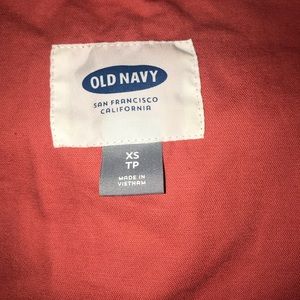 OLD NAVY
SAN FRANCISCO
CALIFORNIA
XS
TP
MADE IN
VIETNAM